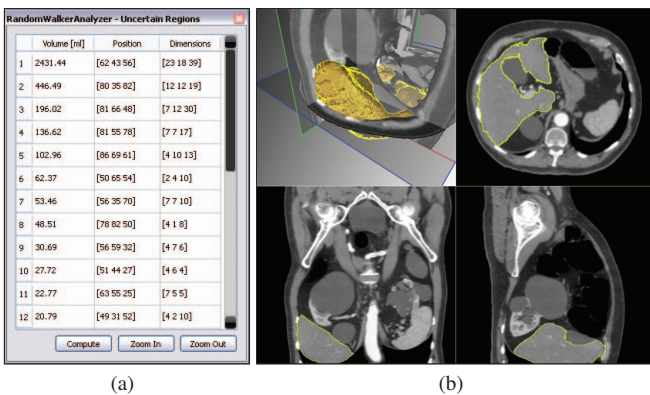 RandomWalkerAnalyzer - Uncertain Regions
Volume [ml] Position Dimensions
1 2431.44 [62 43 56] [23 18 39]
2 446.49 [80 35 82] [12 12 19]
3 196.02 [81 66 48] [7 12 30]
4 136.62 [81 55 78] [7 7 17]
5 102.96 [86 69 61] [4 10 13]
6 62.37 [50 65 54] [2 4 10]
7 53.46 [56 35 70] [7 7 10]
8 48.51 [78 82 50] [4 1 8]
9 30.69 [56 59 32] [4 7 6]
10 27.72 [51 44 27] [4 6 4]
11 22.77 [63 55 25] [7 5 5]
12 20.79 [49 31 52] [4 2 10]
Compute Zoom In Zoom Out
(a) (b)